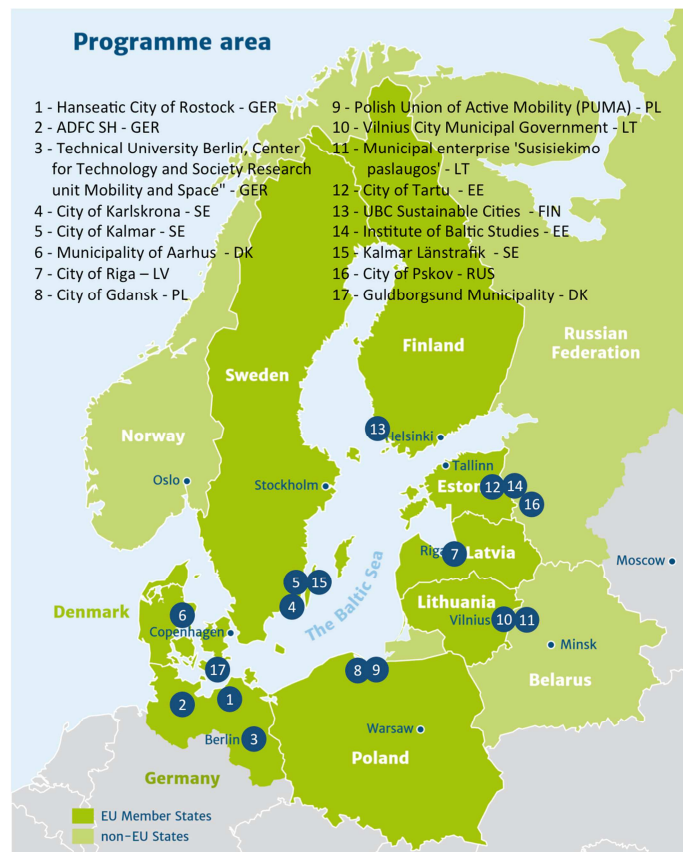 Programme area
1 - Hanseatic City of Rostock - GER
2 - ADFC SH - GER
3 - Technical University Berlin, Center
for Technology and Society Research
unit Mobility and Space" - GER
4 - City of Karlskrona - SE
5 - City of Kalmar - SE
6 - Municipality of Aarhus - DK
7 - City of Riga – LV
8 - City of Gdansk - PL
9 - Polish Union of Active Mobility (PUMA) - PL
10 - Vilnius City Municipal Government - LT
11 - Municipal enterprise 'Susisiekimo
paslaugos' - LT
12 - City of Tartu - EE
13 - UBC Sustainable Cities - FIN
14 - Institute of Baltic Studies - EE
15 - Kalmar Länstrafik - SE
16 - City of Pskov - RUS
17 - Guldborgsund Municipality - DK
Russian
Federation
Finland
Sweden
Norway
13
Helsinki
Tallinn
Oslo
Stockholm
Eston
12
14
16
Riga
7
Latvia
Moscow
5
15
4
The Baltic Sea
Lithuania
Vilnius
10
11
Denmark
6
Copenhagen
Minsk
Belarus
17
8
9
2
1
Berlin
3
Warsaw
Poland
Germany
EU Member States
non-EU States